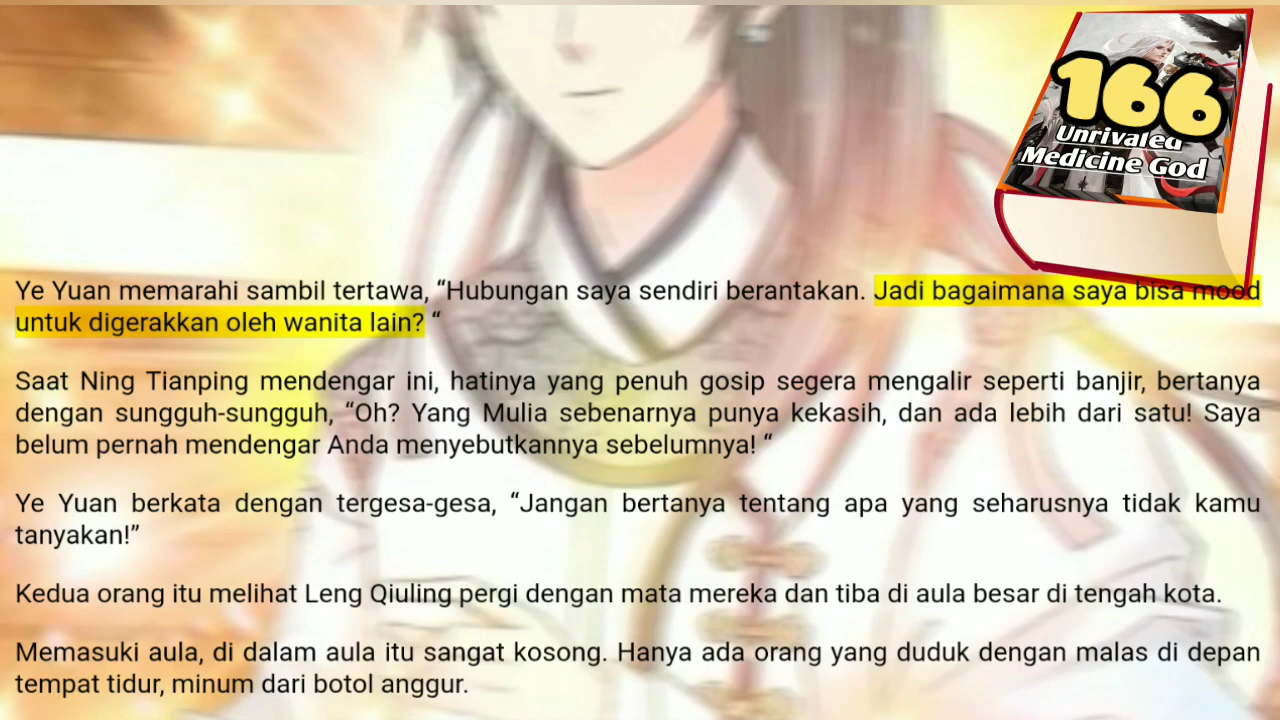 166
Unrivaled
Medicine God
Ye Yuan memarahi sambil tertawa, “Hubungan saya sendiri berantakan. Jadi bagaimana saya bisa mood
untuk digerakkan oleh wanita lain? “
Saat Ning Tianping mendengar ini, hatinya yang penuh gosip segera mengalir seperti banjir, bertanya
dengan sungguh-sungguh, “Oh? Yang Mulia sebenarnya punya kekasih, dan ada lebih dari satu! Saya
belum pernah mendengar Anda menyebutkannya sebelumnya! “
Ye Yuan berkata dengan tergesa-gesa, “Jangan bertanya tentang apa yang seharusnya tidak kamu
tanyakan!”
Kedua orang itu melihat Leng Qiuling pergi dengan mata mereka dan tiba di aula besar di tengah kota.
Memasuki aula, di dalam aula itu sangat kosong. Hanya ada orang yang duduk dengan malas di depan
tempat tidur, minum dari botol anggur.